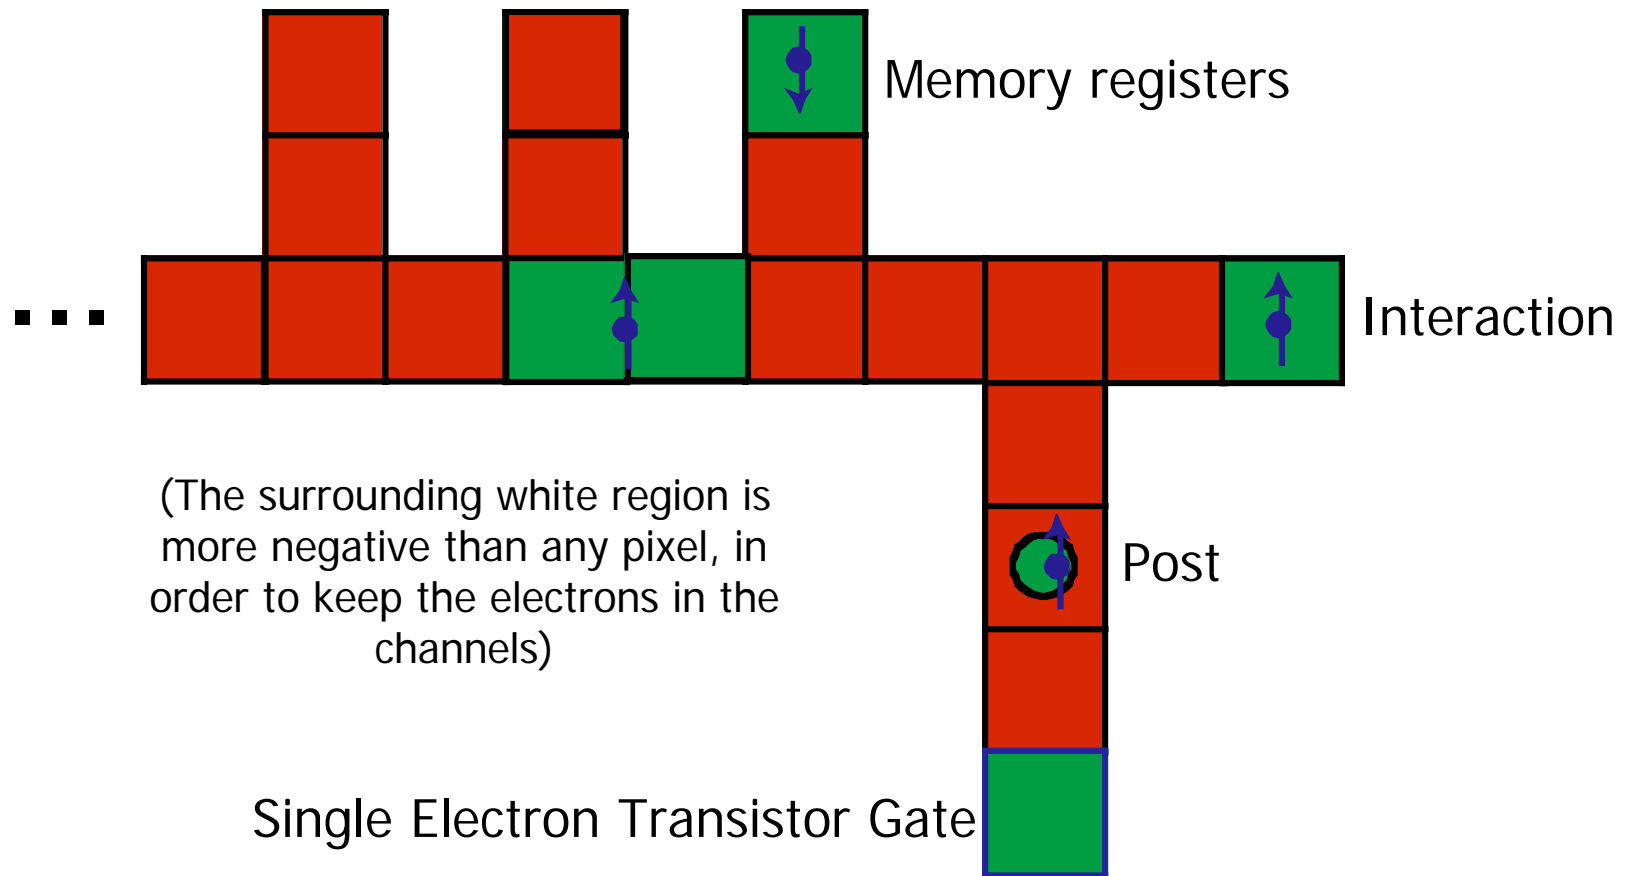 Memory registers
Interaction
(The surrounding white region is
more negative than any pixel, in
order to keep the electrons in the
channels)
Post
Single Electron Transistor Gate